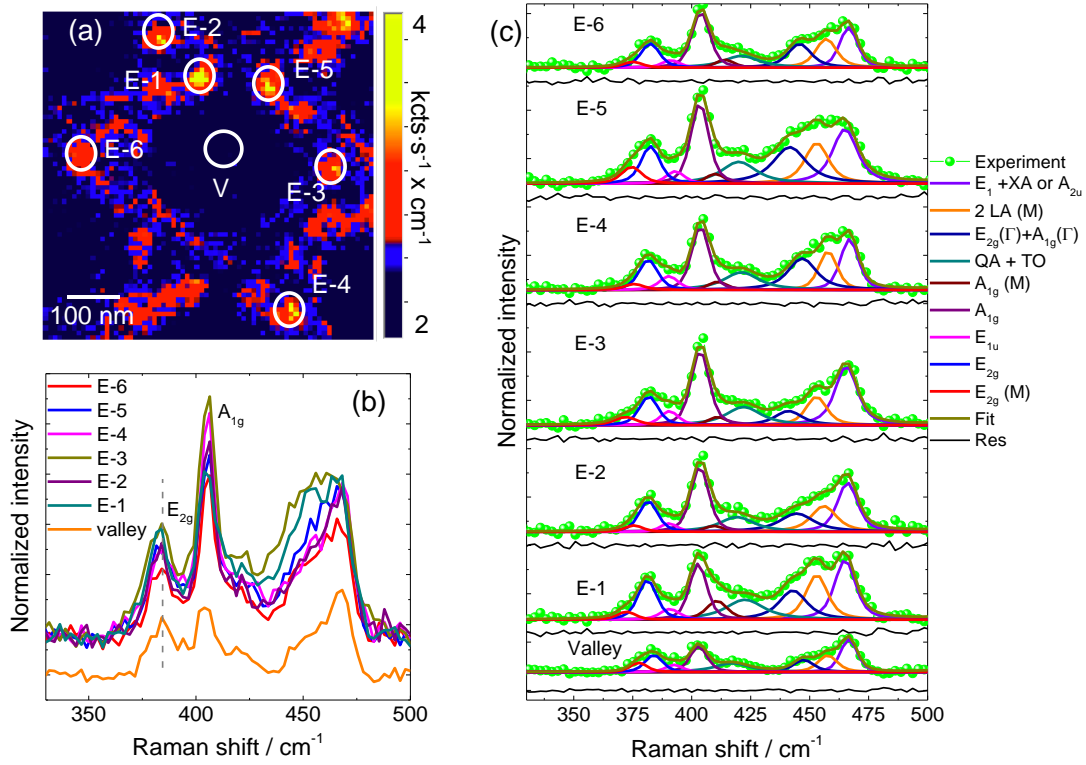 (a)
E-2
E-1
E-5
E-6
V
E-3
E-4
100 nm
4
kcts·s⁻¹ x cm⁻¹
2
(b)
E-6
E-5
E-4
E-3
E-2
E-1
valley
A1g
E2g
Normalized intensity
350 400 450 500
Raman shift / cm⁻¹
(c)
E-6
E-5
E-4
E-3
E-2
E-1
Valley
Normalized intensity
350 375 400 425 450 475 500
Raman shift / cm⁻¹
Experiment
E₁ +XA or A2u
2 LA (M)
E2g(Γ)+A1g(Γ)
QA + TO
A1g (M)
A1g
E1u
E2g
E2g (M)
Fit
Res